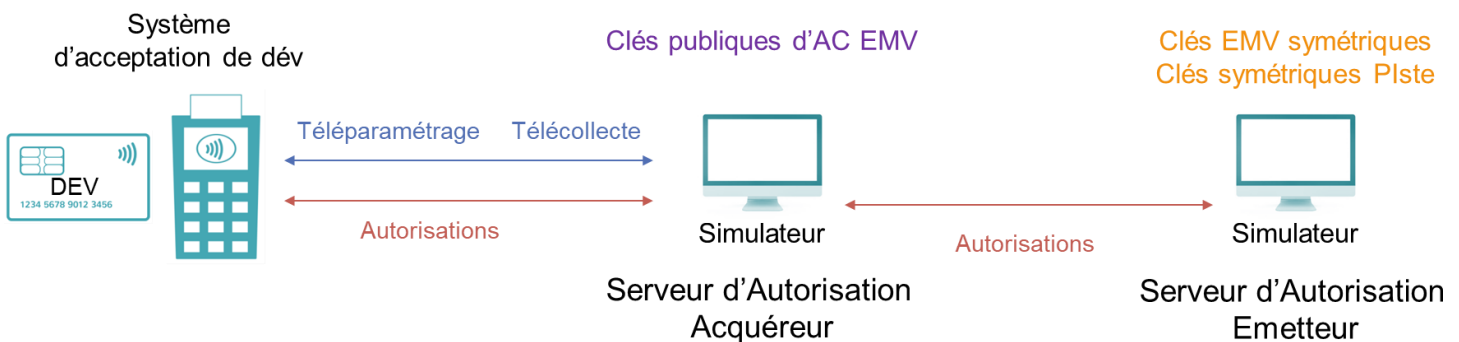 Système
d'acceptation de dév
Clés publiques d'AC EMV
Clés EMV symétriques
Clés symétriques PIste
Téléparamétrage Télécollecte
DEV
1234 5678 9012 3456
Autorisations
Simulateur
Autorisations
Simulateur
Serveur d'Autorisation
Acquéreur
Serveur d'Autorisation
Emetteur